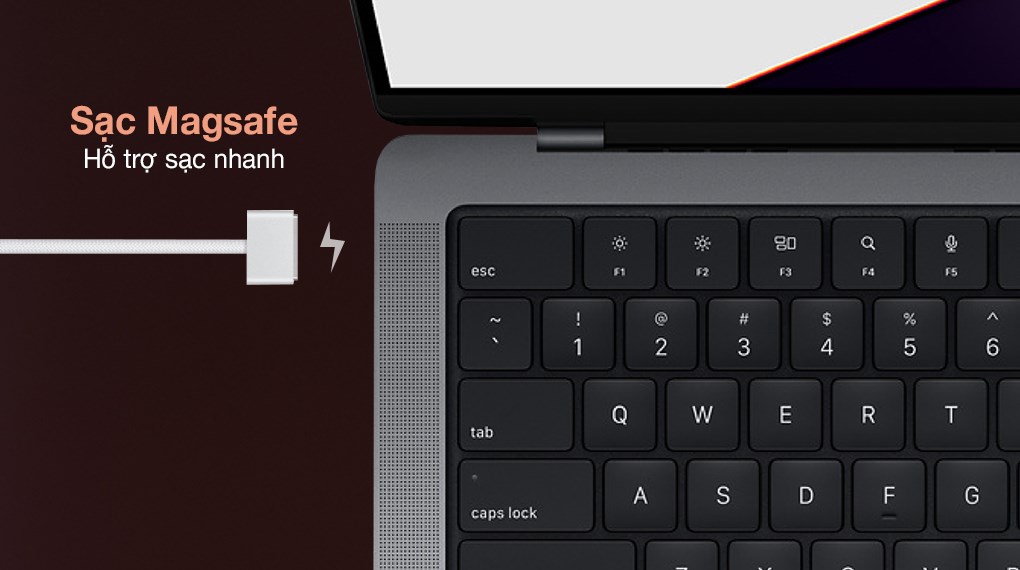 Sạc Magsafe
Hỗ trợ sạc nhanh
esc F1 F2 F3 F4 F5
~ ! @ # $ % ^
` 1 2 3 4 5 6
tab Q W E R T
caps lock A S D F G